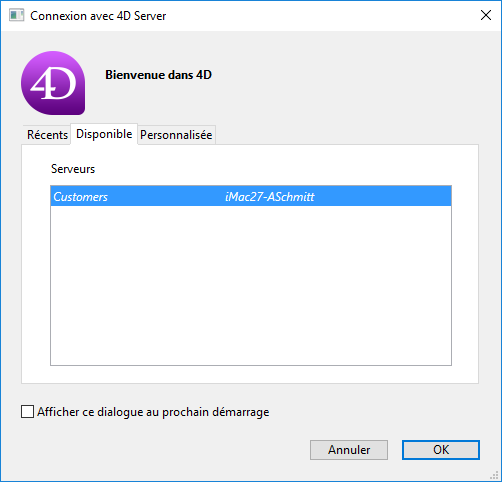 Connexion avec 4D Server
4D
Bienvenue dans 4D
Récents Disponible Personnalisée
Serveurs
Customers iMac27-ASchmitt
Afficher ce dialogue au prochain démarrage
Annuler OK